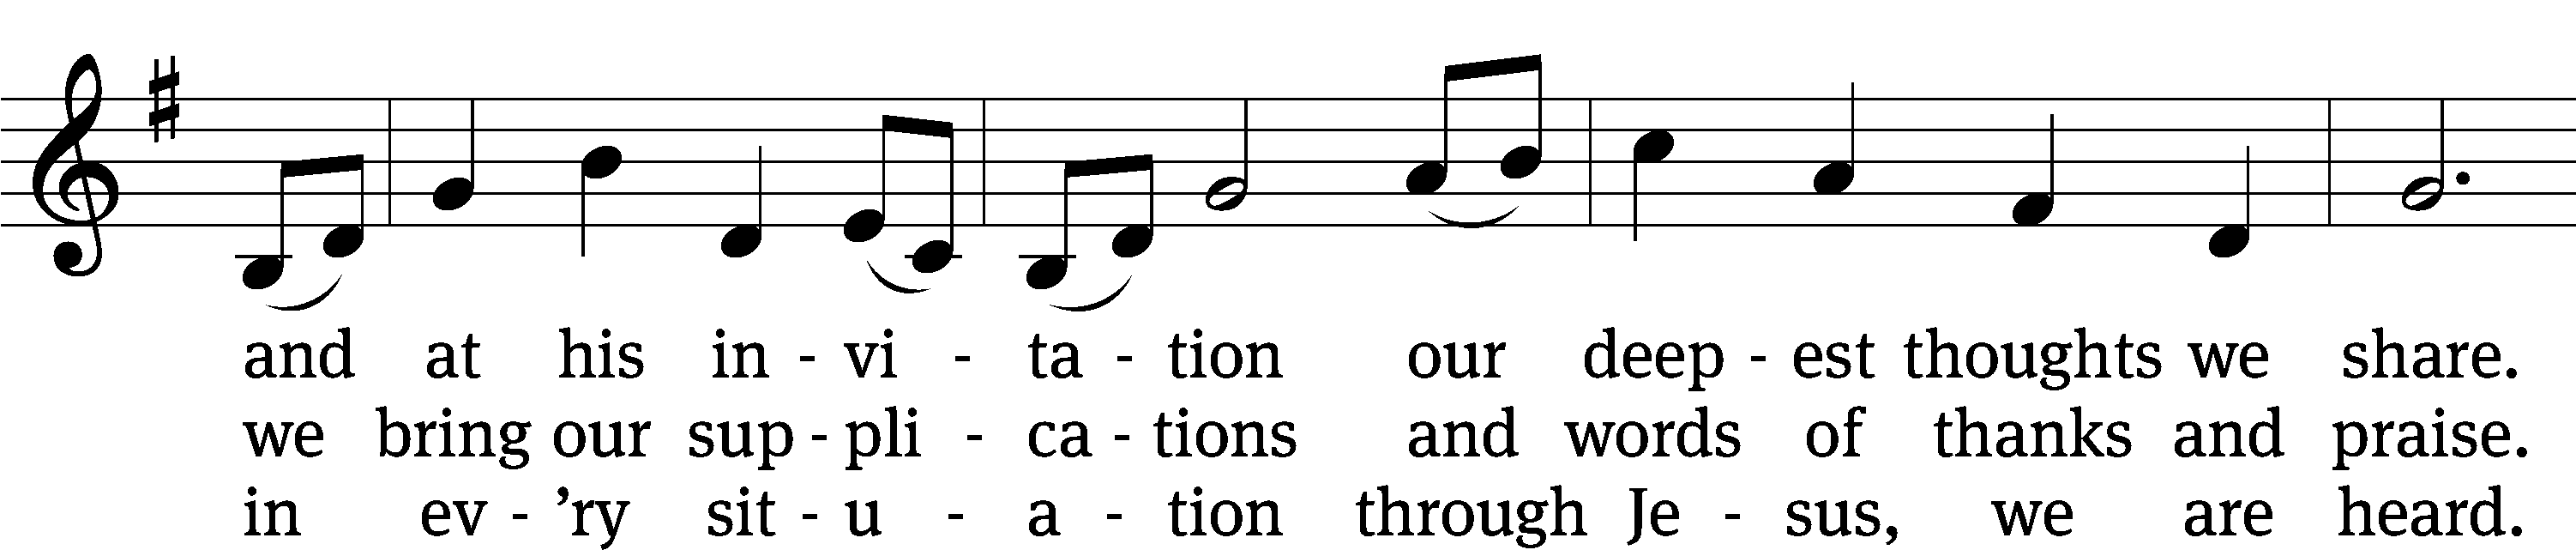 and at his in - vi - ta - tion our deep - est thoughts we share.
we bring our sup - pli - ca - tions and words of thanks and praise.
in ev - ’ry sit - u - a - tion through Je - sus, we are heard.